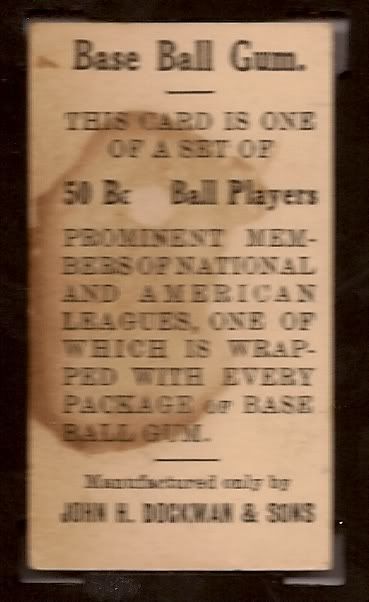 Base Ball Gum.
THIS CARD IS ONE
OF A SET OF
50 Ba Ball Players
PROMINENT MEM-
BERS OF NATIONAL
AND AMERICAN
LEAGUES, ONE OF
WHICH IS WRAP-
PED WITH EVERY
PACKAGE OF BASE
BALL GUM.
Manufactured only by
JOHN H. DOCKMAN & SONS